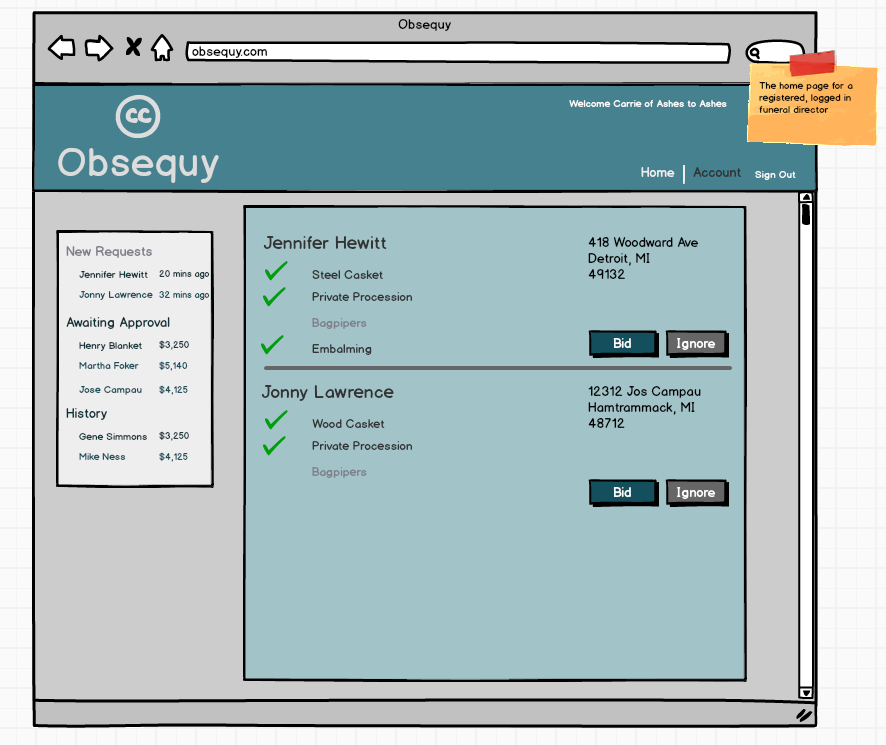 Obsequy
obsequy.com
The home page for a
registered, logged in
funeral director
Welcome Carrie of Ashes to Ashes
cc
Obsequy
Home
Account
Sign Out
New Requests
Jennifer Hewitt 20 mins ago
Jonny Lawrence 32 mins ago
Awaiting Approval
Henry Blanket $3,250
Martha Foker $5,140
Jose Campau $4,125
History
Gene Simmons $3,250
Mike Ness $4,125
Jennifer Hewitt
Steel Casket
Private Procession
Bagpipers
Embalming
418 Woodward Ave
Detroit, MI
49132
Bid
Ignore
Jonny Lawrence
Wood Casket
Private Procession
Bagpipers
12312 Jos Campau
Hamtrammack, MI
48712
Bid
Ignore